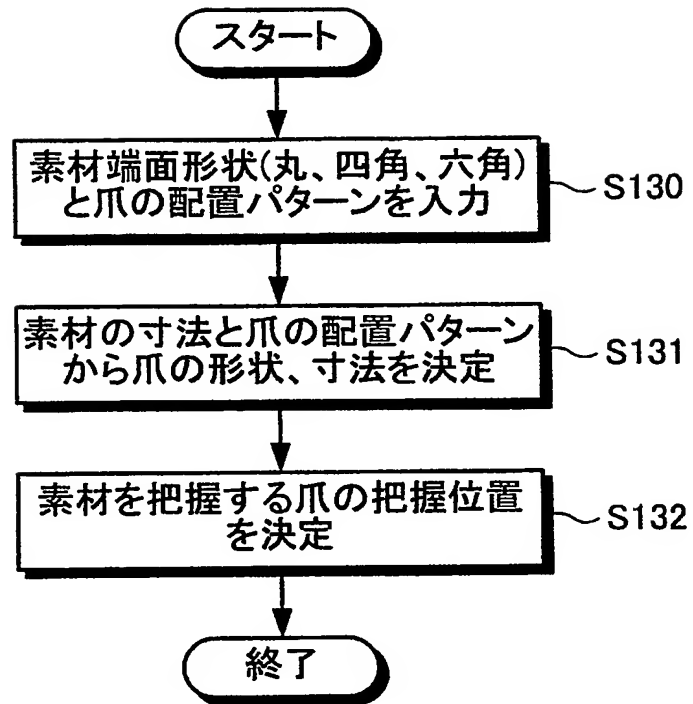 スタート
素材端面形状(丸、四角、六角)
と爪の配置パターンを入力
S130
素材の寸法と爪の配置パターン
から爪の形状、寸法を決定
S131
素材を把握する爪の把握位置
を決定
S132
終了